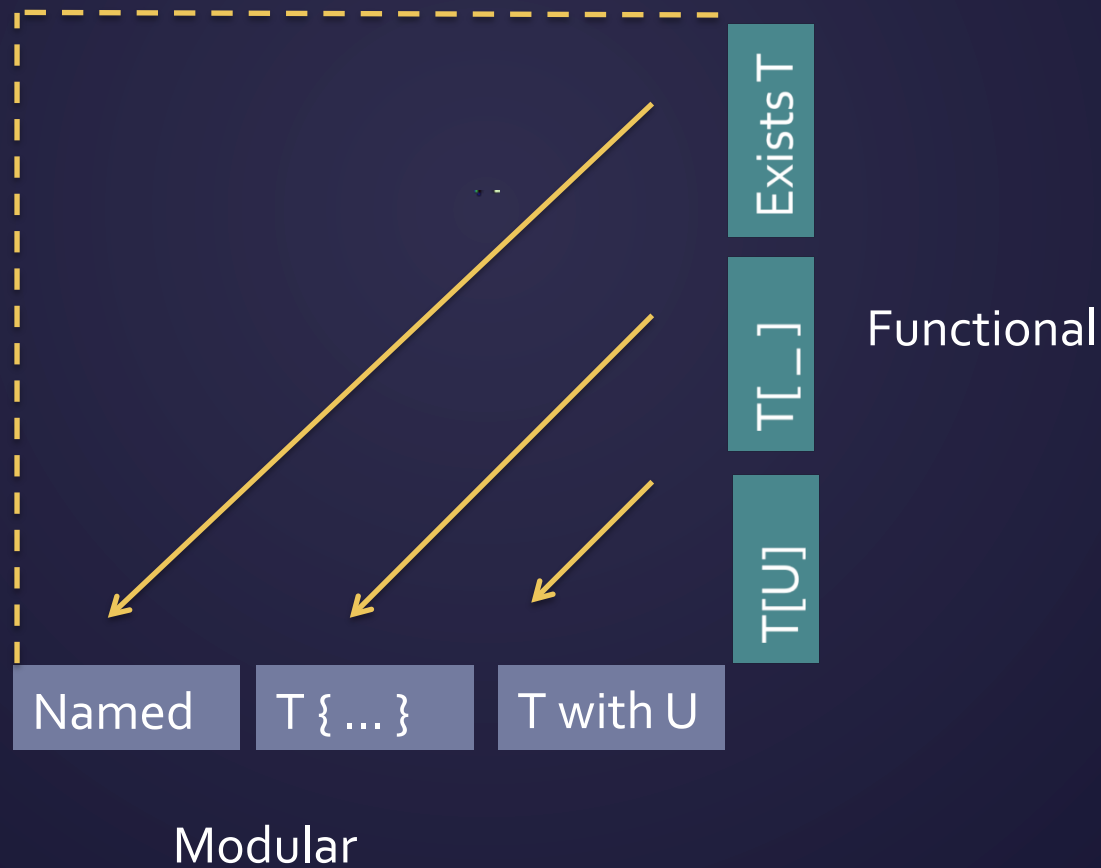 Exists T
T[_]
Functional
T[U]
Named
T { … }
T with U
Modular